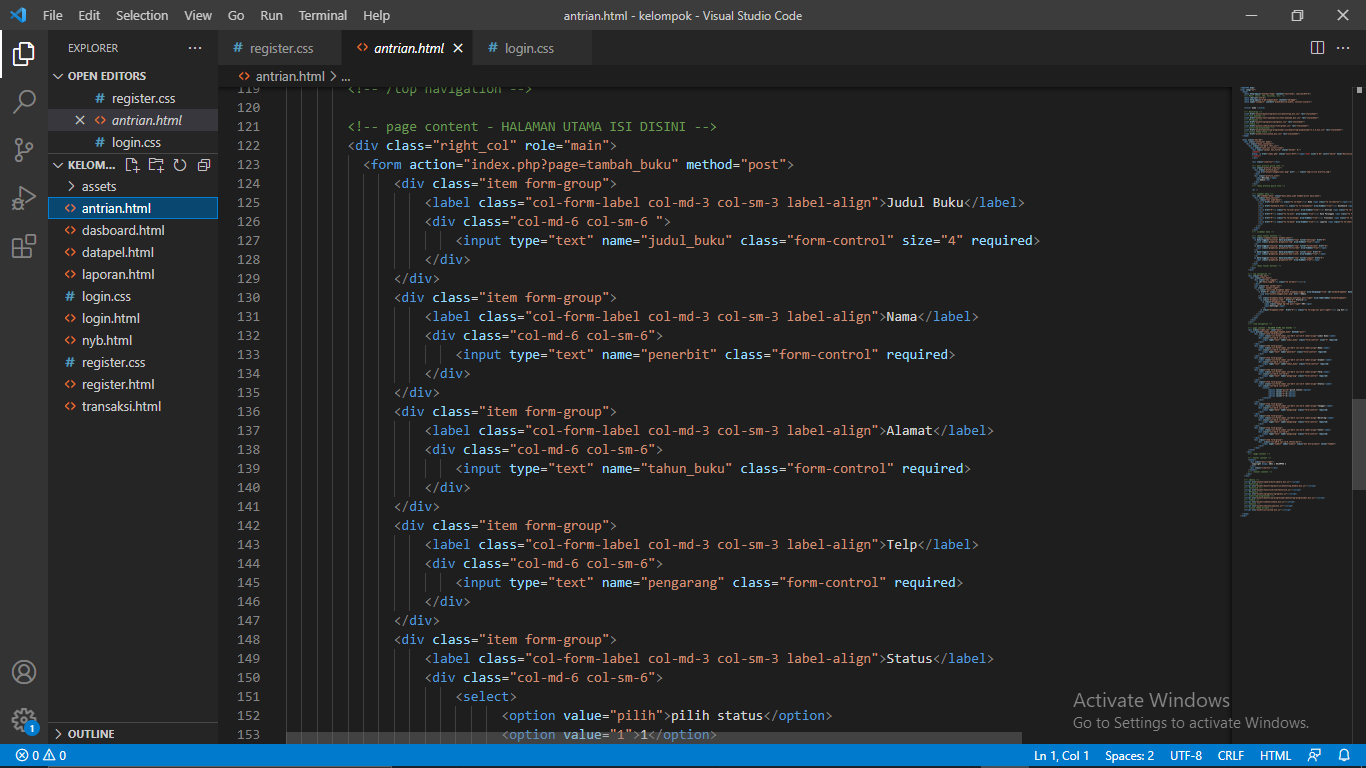 File Edit Selection View Go Run Terminal Help antrian.html - kelompok - Visual Studio Code
EXPLORER ···
# register.css <> antrian.html # login.css ···
OPEN EDITORS
# register.css
<> antrian.html
# login.css
KELOM...
assets
<> antrian.html
<> dasboard.html
<> datapel.html
<> laporan.html
# login.css
<> login.html
<> nyb.html
# register.css
<> register.html
<> transaksi.html
OUTLINE
<> antrian.html > ...
119 <!-- /top navigation -->
120
121 <!-- page content - HALAMAN UTAMA ISI DISINI -->
122 <div class="right_col" role="main">
123 <form action="index.php?page=tambah_buku" method="post">
124 <div class="item form-group">
125 <label class="col-form-label col-md-3 col-sm-3 label-align">Judul Buku</label>
126 <div class="col-md-6 col-sm-6 ">
127 <input type="text" name="judul_buku" class="form-control" size="4" required>
128 </div>
129 </div>
130 <div class="item form-group">
131 <label class="col-form-label col-md-3 col-sm-3 label-align">Nama</label>
132 <div class="col-md-6 col-sm-6">
133 <input type="text" name="penerbit" class="form-control" required>
134 </div>
135 </div>
136 <div class="item form-group">
137 <label class="col-form-label col-md-3 col-sm-3 label-align">Alamat</label>
138 <div class="col-md-6 col-sm-6">
139 <input type="text" name="tahun_buku" class="form-control" required>
140 </div>
141 </div>
142 <div class="item form-group">
143 <label class="col-form-label col-md-3 col-sm-3 label-align">Telp</label>
144 <div class="col-md-6 col-sm-6">
145 <input type="text" name="pengarang" class="form-control" required>
146 </div>
147 </div>
148 <div class="item form-group">
149 <label class="col-form-label col-md-3 col-sm-3 label-align">Status</label>
150 <div class="col-md-6 col-sm-6">
151 <select>
152 <option value="pilih">pilih status</option>
153 <option value="1">1</option>
Activate Windows
Go to Settings to activate Windows.
1
0 0 Ln 1, Col 1 Spaces: 2 UTF-8 CRLF HTML